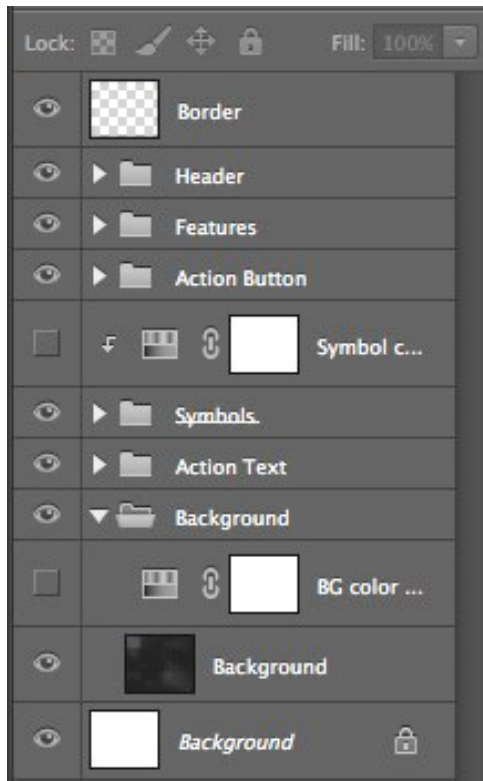 Lock: Fill: 100%
Border
Header
Features
Action Button
Symbol c...
Symbols
Action Text
Background
BG color ...
Background
Background